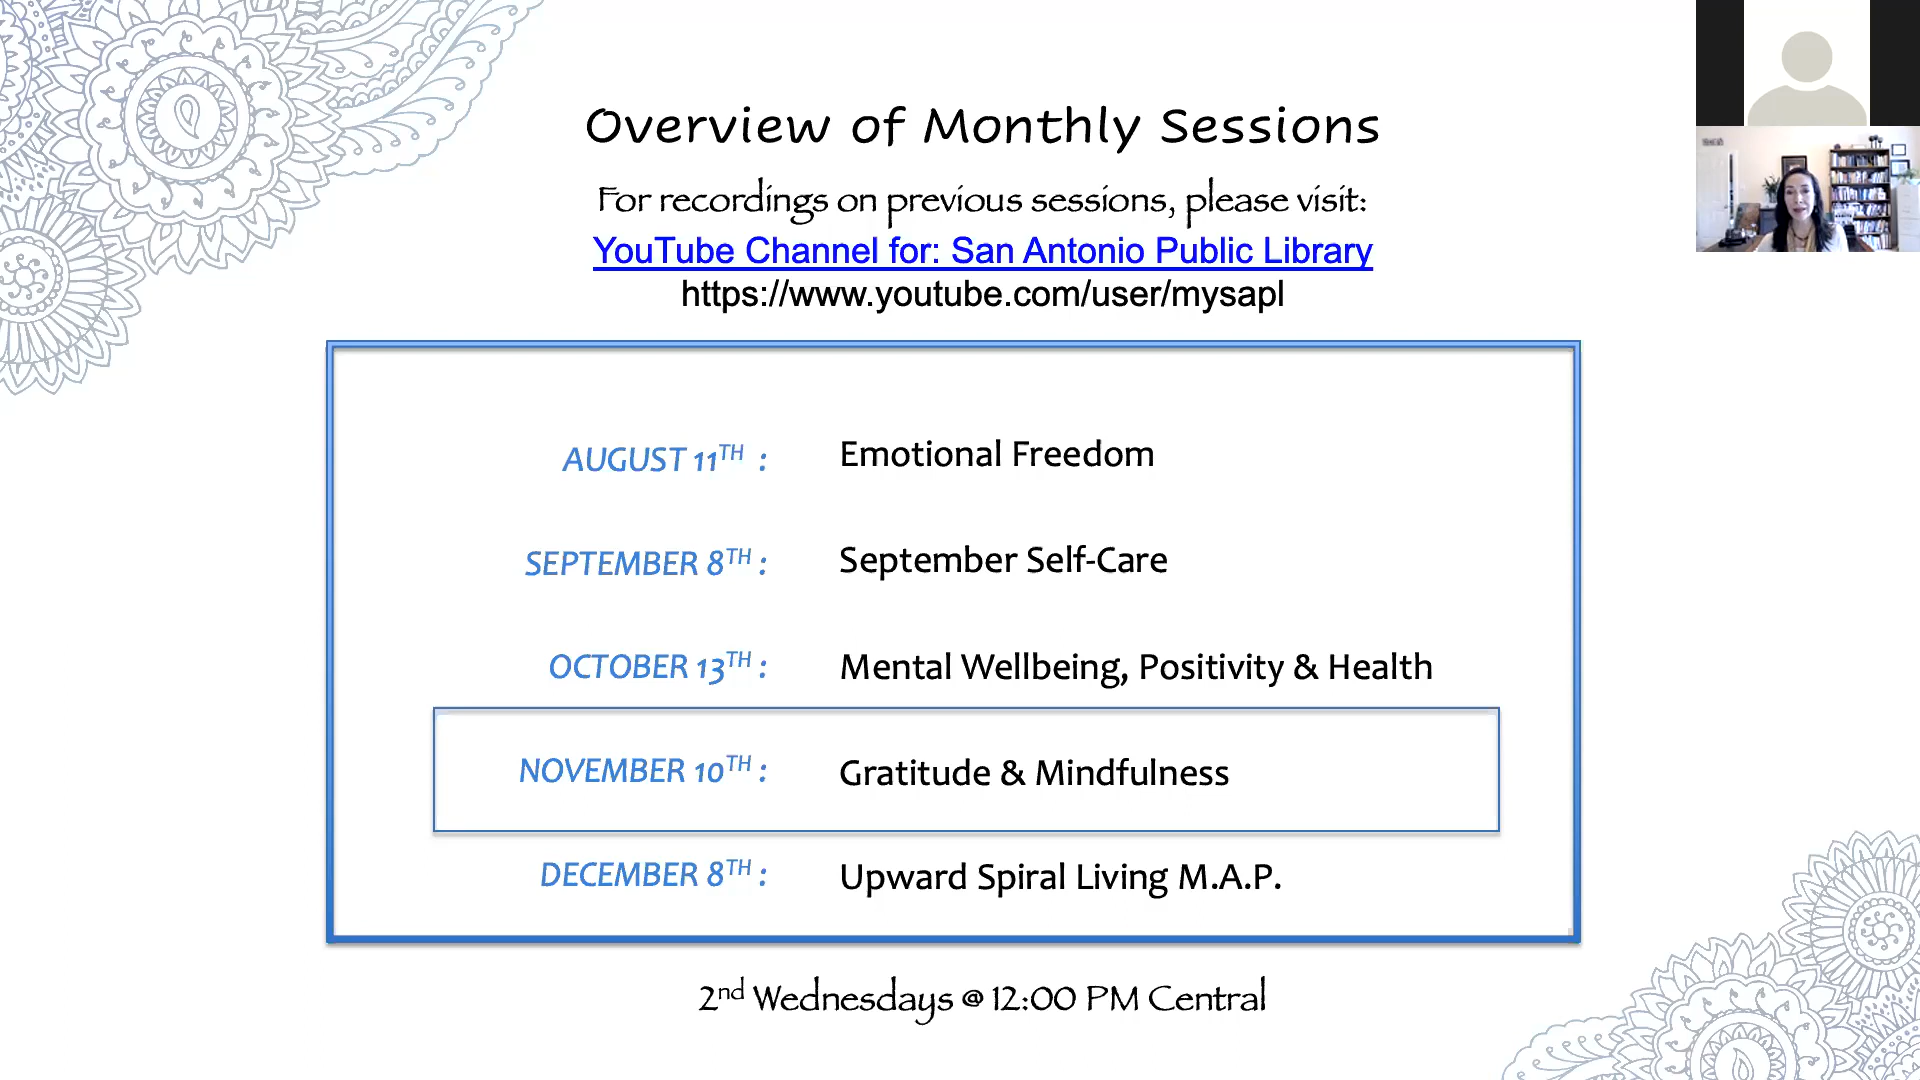 Overview of Monthly Sessions
For recordings on previous sessions, please visit:
YouTube Channel for: San Antonio Public Library
https://www.youtube.com/user/mysapl
AUGUST 11TH : Emotional Freedom
SEPTEMBER 8TH : September Self-Care
OCTOBER 13TH : Mental Wellbeing, Positivity & Health
NOVEMBER 10TH : Gratitude & Mindfulness
DECEMBER 8TH : Upward Spiral Living M.A.P.
2nd Wednesdays @ 12:00 PM Central